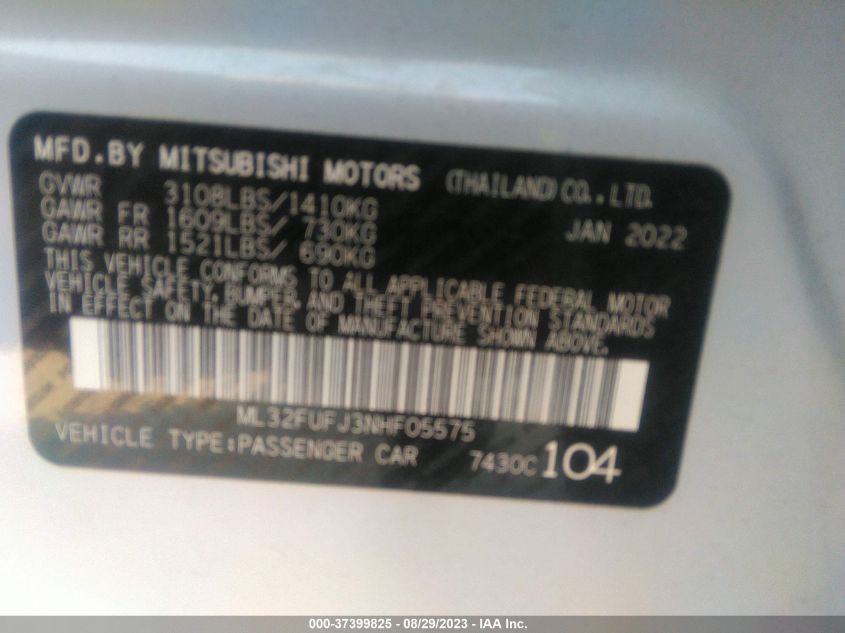 MFD.BY MITSUBISHI MOTORS (THAILAND) CO., LTD.
GVWR 3108LBS/1410KG
GAWR FR 1609LBS/ 730KG JAN 2022
GAWR RR 1521LBS/ 690KG
THIS VEHICLE CONFORMS TO ALL APPLICABLE FEDERAL MOTOR
VEHICLE SAFETY, BUMPER, AND THEFT PREVENTION STANDARDS
IN EFFECT ON THE DATE OF MANUFACTURE SHOWN ABOVE.
ML32FUFJ3NHF05575
VEHICLE TYPE:PASSENGER CAR 7430C 104
000-37399825 - 08/29/2023 - IAA Inc.